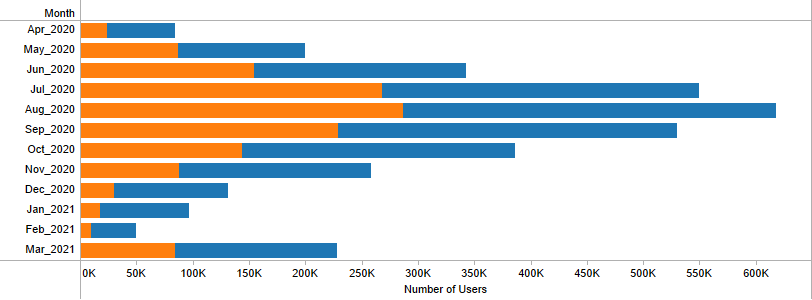 Month
Apr_2020
May_2020
Jun_2020
Jul_2020
Aug_2020
Sep_2020
Oct_2020
Nov_2020
Dec_2020
Jan_2021
Feb_2021
Mar_2021
0K 50K 100K 150K 200K 250K 300K 350K 400K 450K 500K 550K 600K
Number of Users